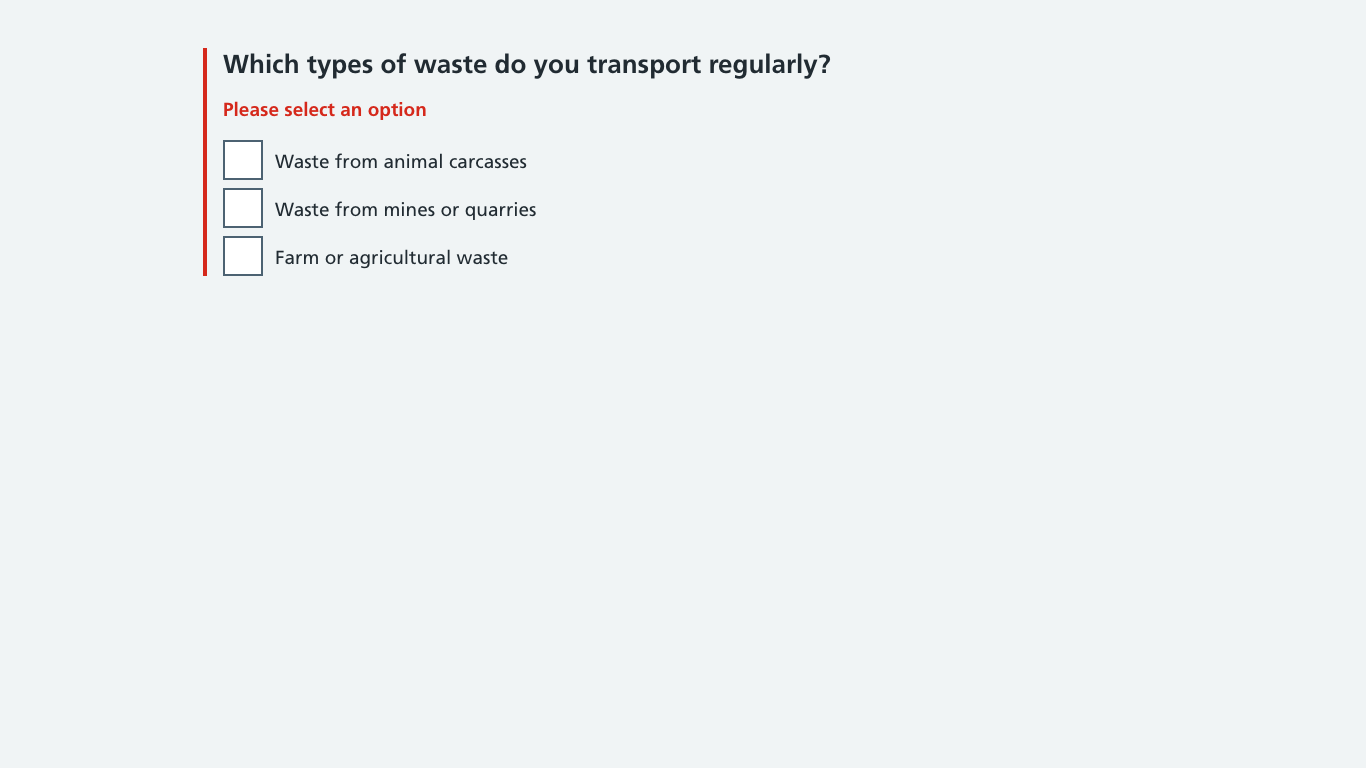 Which types of waste do you transport regularly?
Please select an option
Waste from animal carcasses
Waste from mines or quarries
Farm or agricultural waste